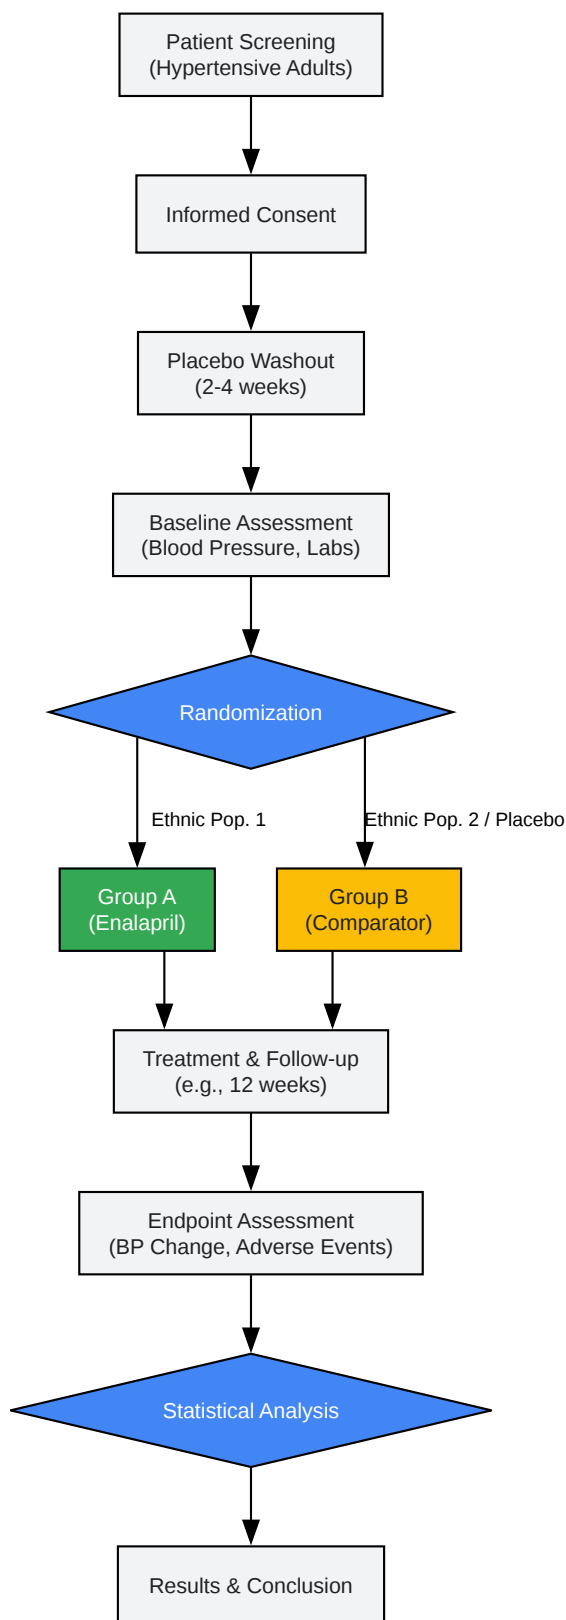 Patient Screening
(Hypertensive Adults)
Informed Consent
Placebo Washout
(2-4 weeks)
Baseline Assessment
(Blood Pressure, Labs)
Randomization
Ethnic Pop. 1
Ethnic Pop. 2 / Placebo
Group A
(Enalapril)
Group B
(Comparator)
Treatment & Follow-up
(e.g., 12 weeks)
Endpoint Assessment
(BP Change, Adverse Events)
Statistical Analysis
Results & Conclusion